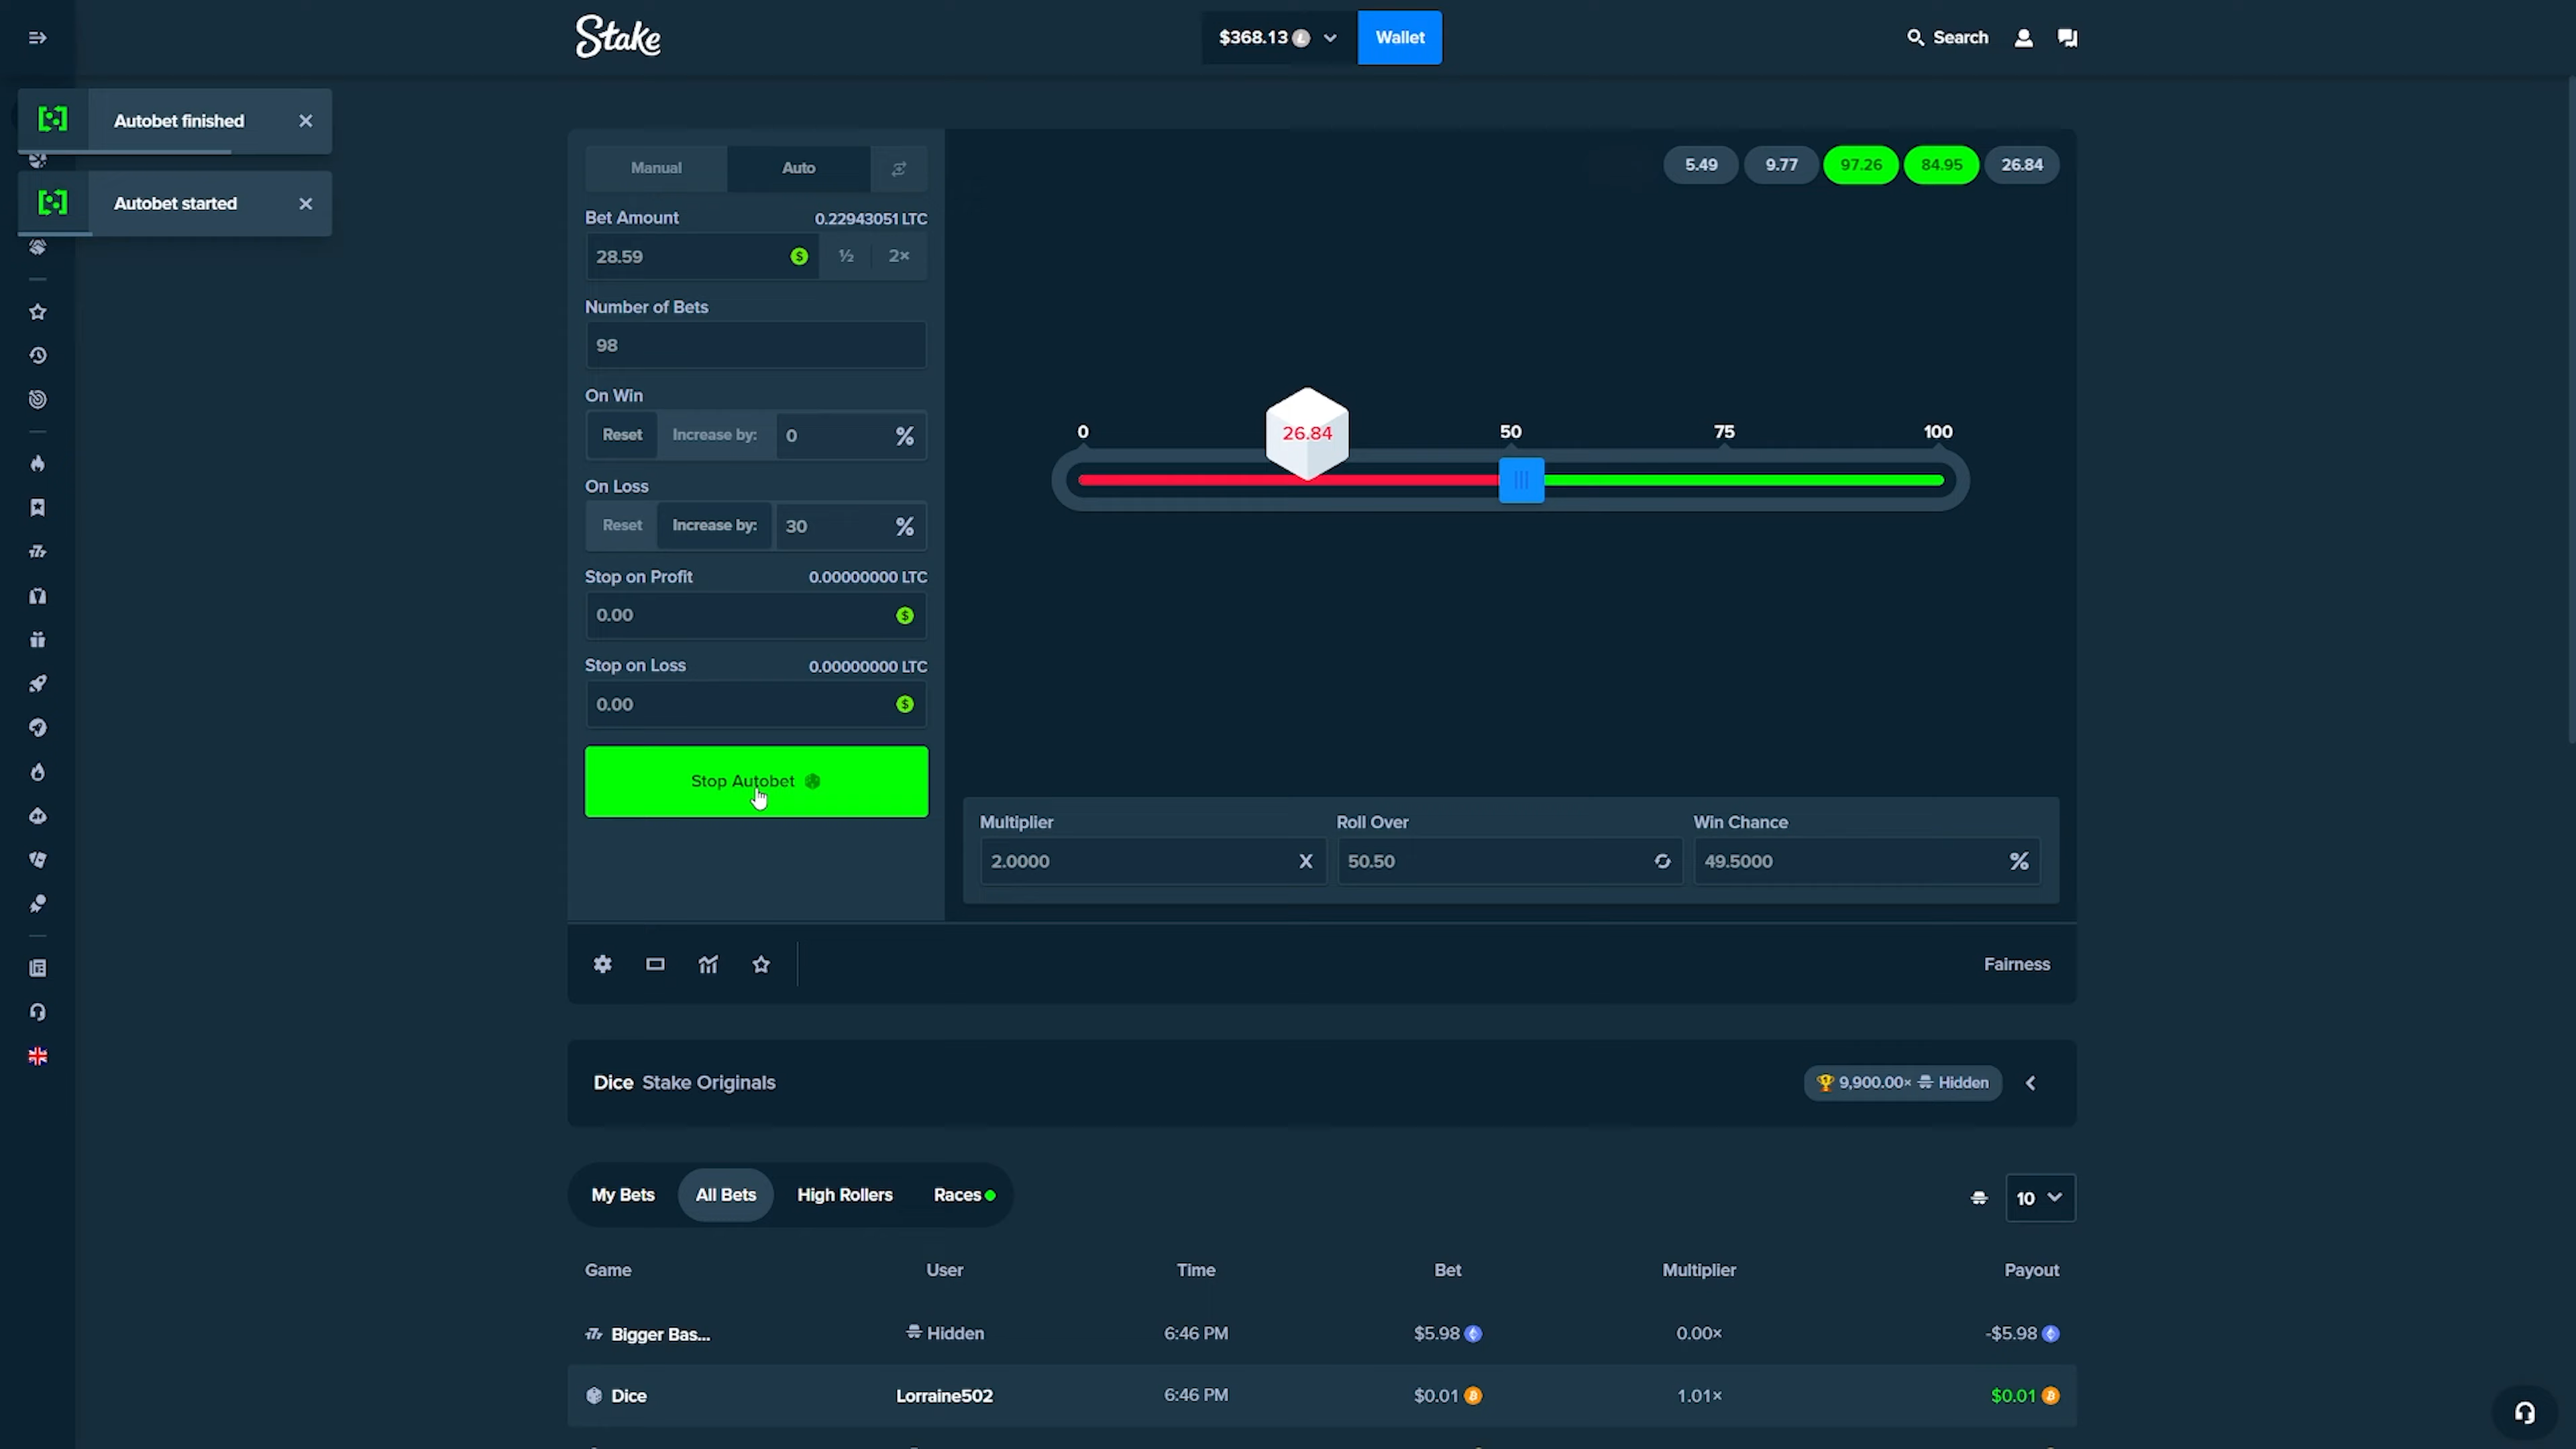 Stake
$368.13
Wallet
Search
Autobet finished
Autobet started
Manual
Auto
Bet Amount
0.22943051 LTC
28.59
½
2×
Number of Bets
98
On Win
Reset
Increase by:
0
%
On Loss
Reset
Increase by:
30
%
Stop on Profit
0.00000000 LTC
0.00
Stop on Loss
0.00000000 LTC
0.00
Stop Autobet
5.49
9.77
97.26
84.95
26.84
0
26.84
50
75
100
Multiplier
Roll Over
Win Chance
2.0000
50.50
49.5000
%
Fairness
Dice Stake Originals
9,900.00× Hidden
My Bets
All Bets
High Rollers
Races
10
Game User Time Bet Multiplier Payout
Bigger Bas... Hidden 6:46 PM $5.98 0.00× -$5.98
Dice Lorraine502 6:46 PM $0.01 1.01× $0.01